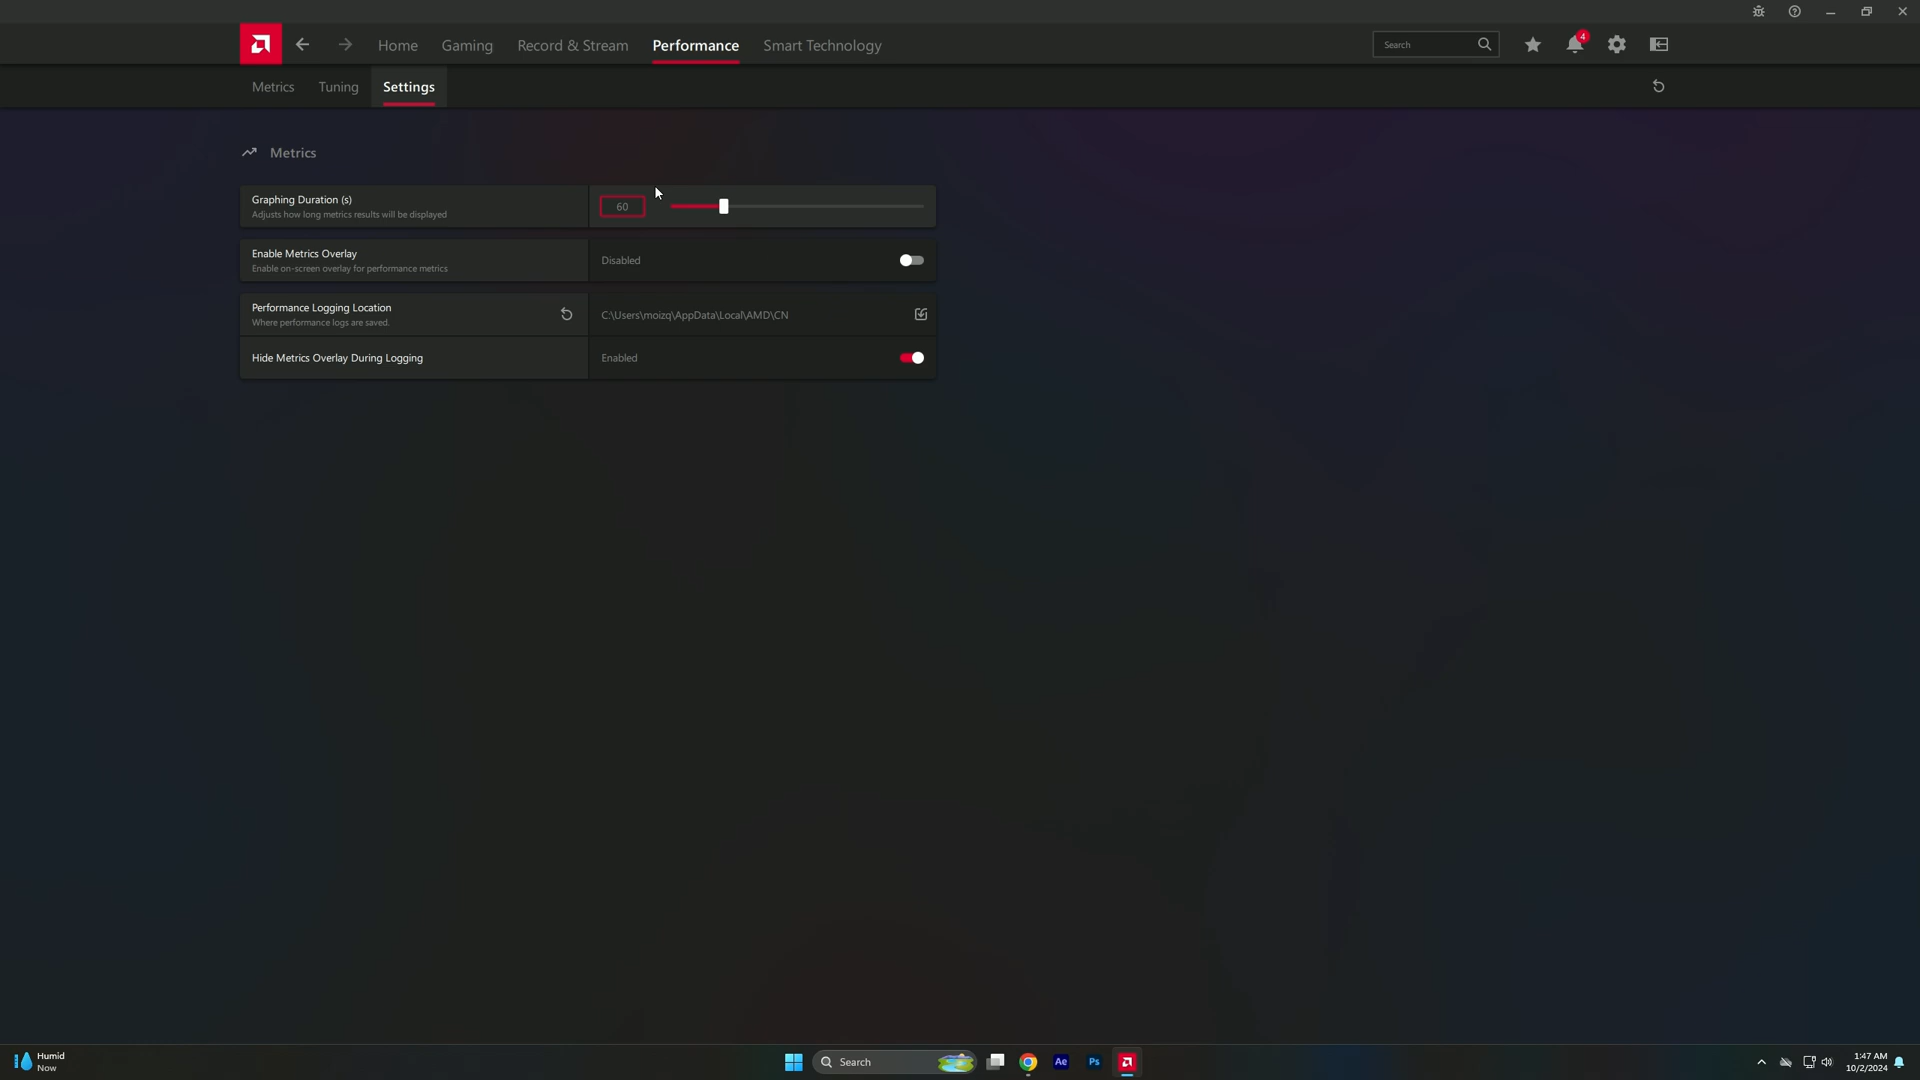 Home
Gaming
Record & Stream
Performance
Smart Technology
Search
4
Metrics
Tuning
Settings
Metrics
Graphing Duration (s)
Adjusts how long metrics results will be displayed
60
Enable Metrics Overlay
Enable on-screen overlay for performance metrics
Disabled
Performance Logging Location
Where performance logs are saved.
C:\Users\moizq\AppData\Local\AMD\CN
Hide Metrics Overlay During Logging
Enabled
Humid
Now
Search
Ae
Ps
1:47 AM
10/2/2024